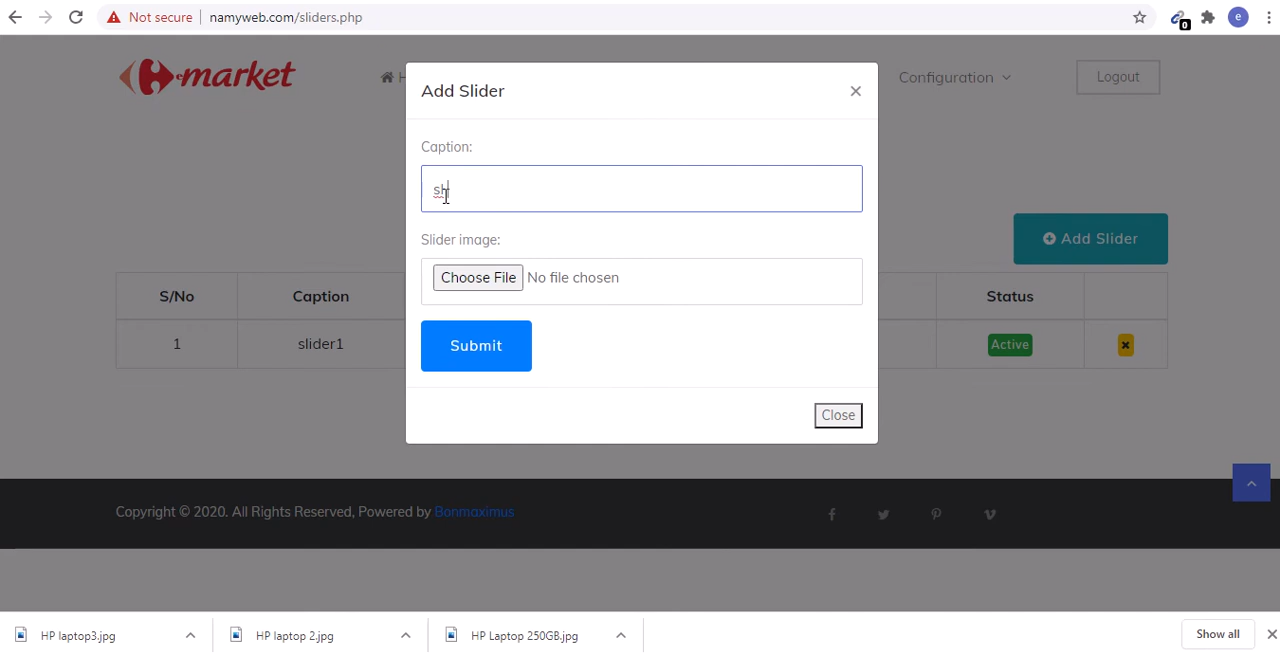 Not secure namyweb.com/sliders.php 0 e
e market H Configuration Logout
Add Slider ×
Caption:
sh
Slider image:
Choose File No file chosen
Submit
Close
Add Slider
S/No Caption Status
1 slider1 Active
Copyright © 2020. All Rights Reserved, Powered by Bonmaximus
HP laptop3.jpg HP laptop 2.jpg HP Laptop 250GB.jpg Show all